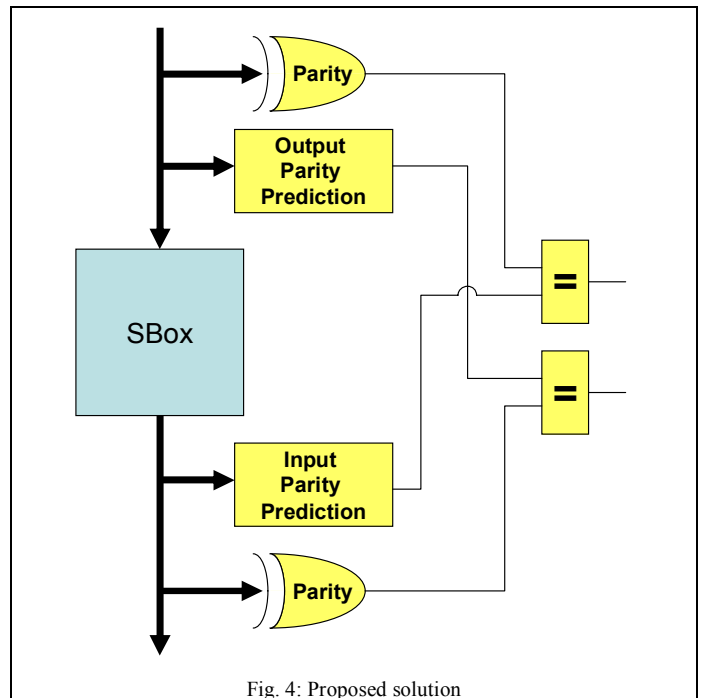 Parity
Output
Parity
Prediction
=
SBox
=
Input
Parity
Prediction
Parity
Fig. 4: Proposed solution